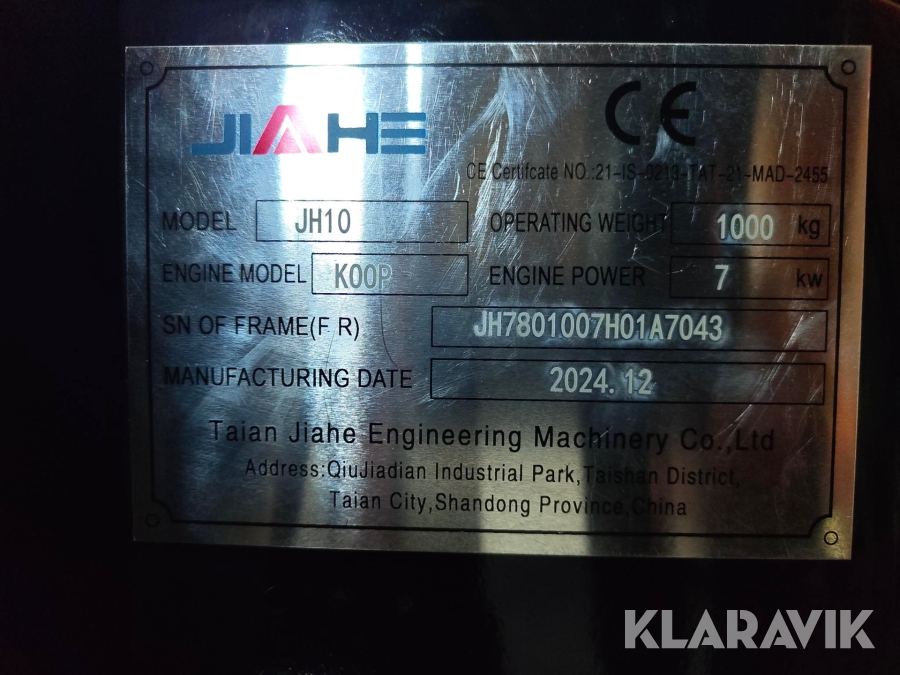 JIAHE
CE
CE Certifcate NO.:21-IS-9213-TAT-21-MAD-2455
MODEL JH10 OPERATING WEIGHT 1000 kg
ENGINE MODEL KOOP ENGINE POWER 7 kw
SN OF FRAME(F R) JH7801007H01A7043
MANUFACTURING DATE 2024.12
Taian Jiahe Engineering Machinery Co.,Ltd
Address:QiuJiadian Industrial Park,Taishan District,
Taian City,Shandong Province,China
KLARAVIK